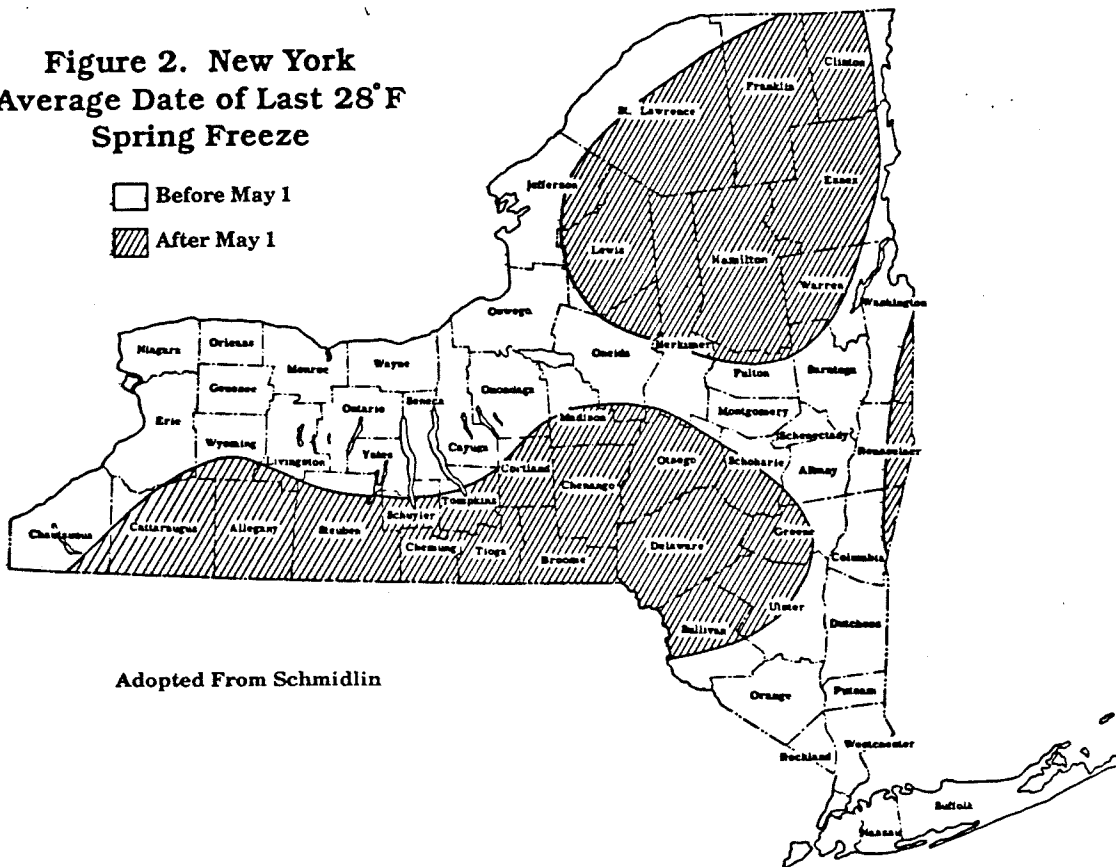 Figure 2. New York
Average Date of Last 28°F
Spring Freeze
Before May 1
After May 1
Clinton
Franklin
St. Lawrence
Essex
Jefferson
Lewis
Hamilton
Warren
Washington
Oswego
Herkimer
Oneida
Niagara
Orleans
Monroe
Wayne
Fulton
Saratoga
Genesee
Seneca
Onondaga
Ontario
Montgomery
Madison
Erie
Wyoming
Cayuga
Schenectady
Livingston
Yates
Cortland
Otsego
Schoharie
Albany
Rensselaer
Chenango
Tompkins
Schuyler
Chautauqua
Cattaraugus
Allegany
Steuben
Greene
Chemung
Tioga
Broome
Delaware
Columbia
Ulster
Sullivan
Dutchess
Adopted From Schmidlin
Orange
Putnam
Rockland
Westchester
Suffolk
Nassau